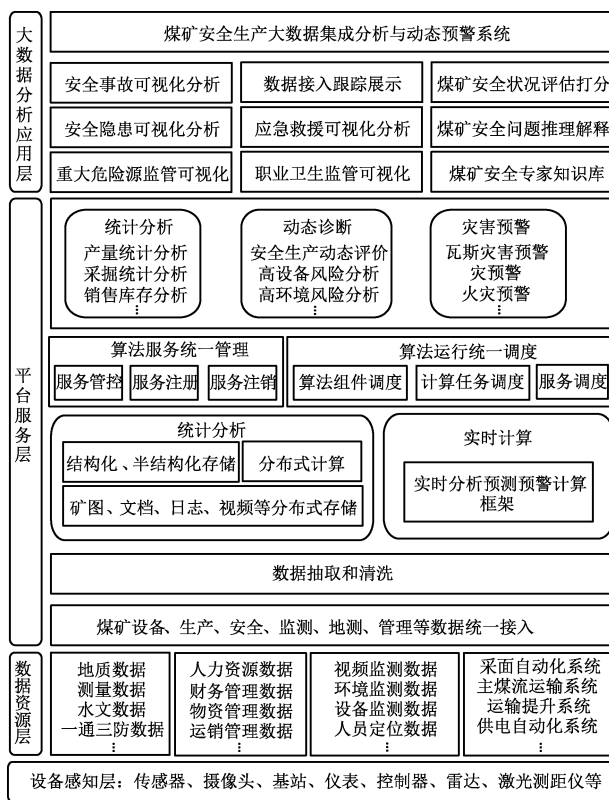 大数据分析应用层
煤矿安全生产大数据集成分析与动态预警系统
安全事故可视化分析
数据接入跟踪展示
煤矿安全状况评估打分
安全隐患可视化分析
应急救援可视化分析
煤矿安全问题推理解释
重大危险源监管可视化
职业卫生监管可视化
煤矿安全专家知识库
平台服务层
统计分析
产量统计分析
采掘统计分析
销售库存分析
⋮
动态诊断
安全生产动态评价
高设备风险分析
高环境风险分析
⋮
灾害预警
瓦斯灾害预警
灾预警
火灾预警
⋮
算法服务统一管理
服务管控
服务注册
服务注销
算法运行统一调度
算法组件调度
计算任务调度
服务调度
统计分析
结构化、半结构化存储
分布式计算
矿图、文档、日志、视频等分布式存储
实时计算
实时分析预测预警计算
框架
数据抽取和清洗
煤矿设备、生产、安全、监测、地测、管理等数据统一接入
数据资源层
地质数据
测量数据
水文数据
一通三防数据
⋮
人力资源数据
财务管理数据
物资管理数据
运销管理数据
⋮
视频监测数据
环境监测数据
设备监测数据
人员定位数据
⋮
采面自动化系统
主煤流运输系统
运输提升系统
供电自动化系统
⋮
设备感知层：传感器、摄像头、基站、仪表、控制器、雷达、激光测距仪等